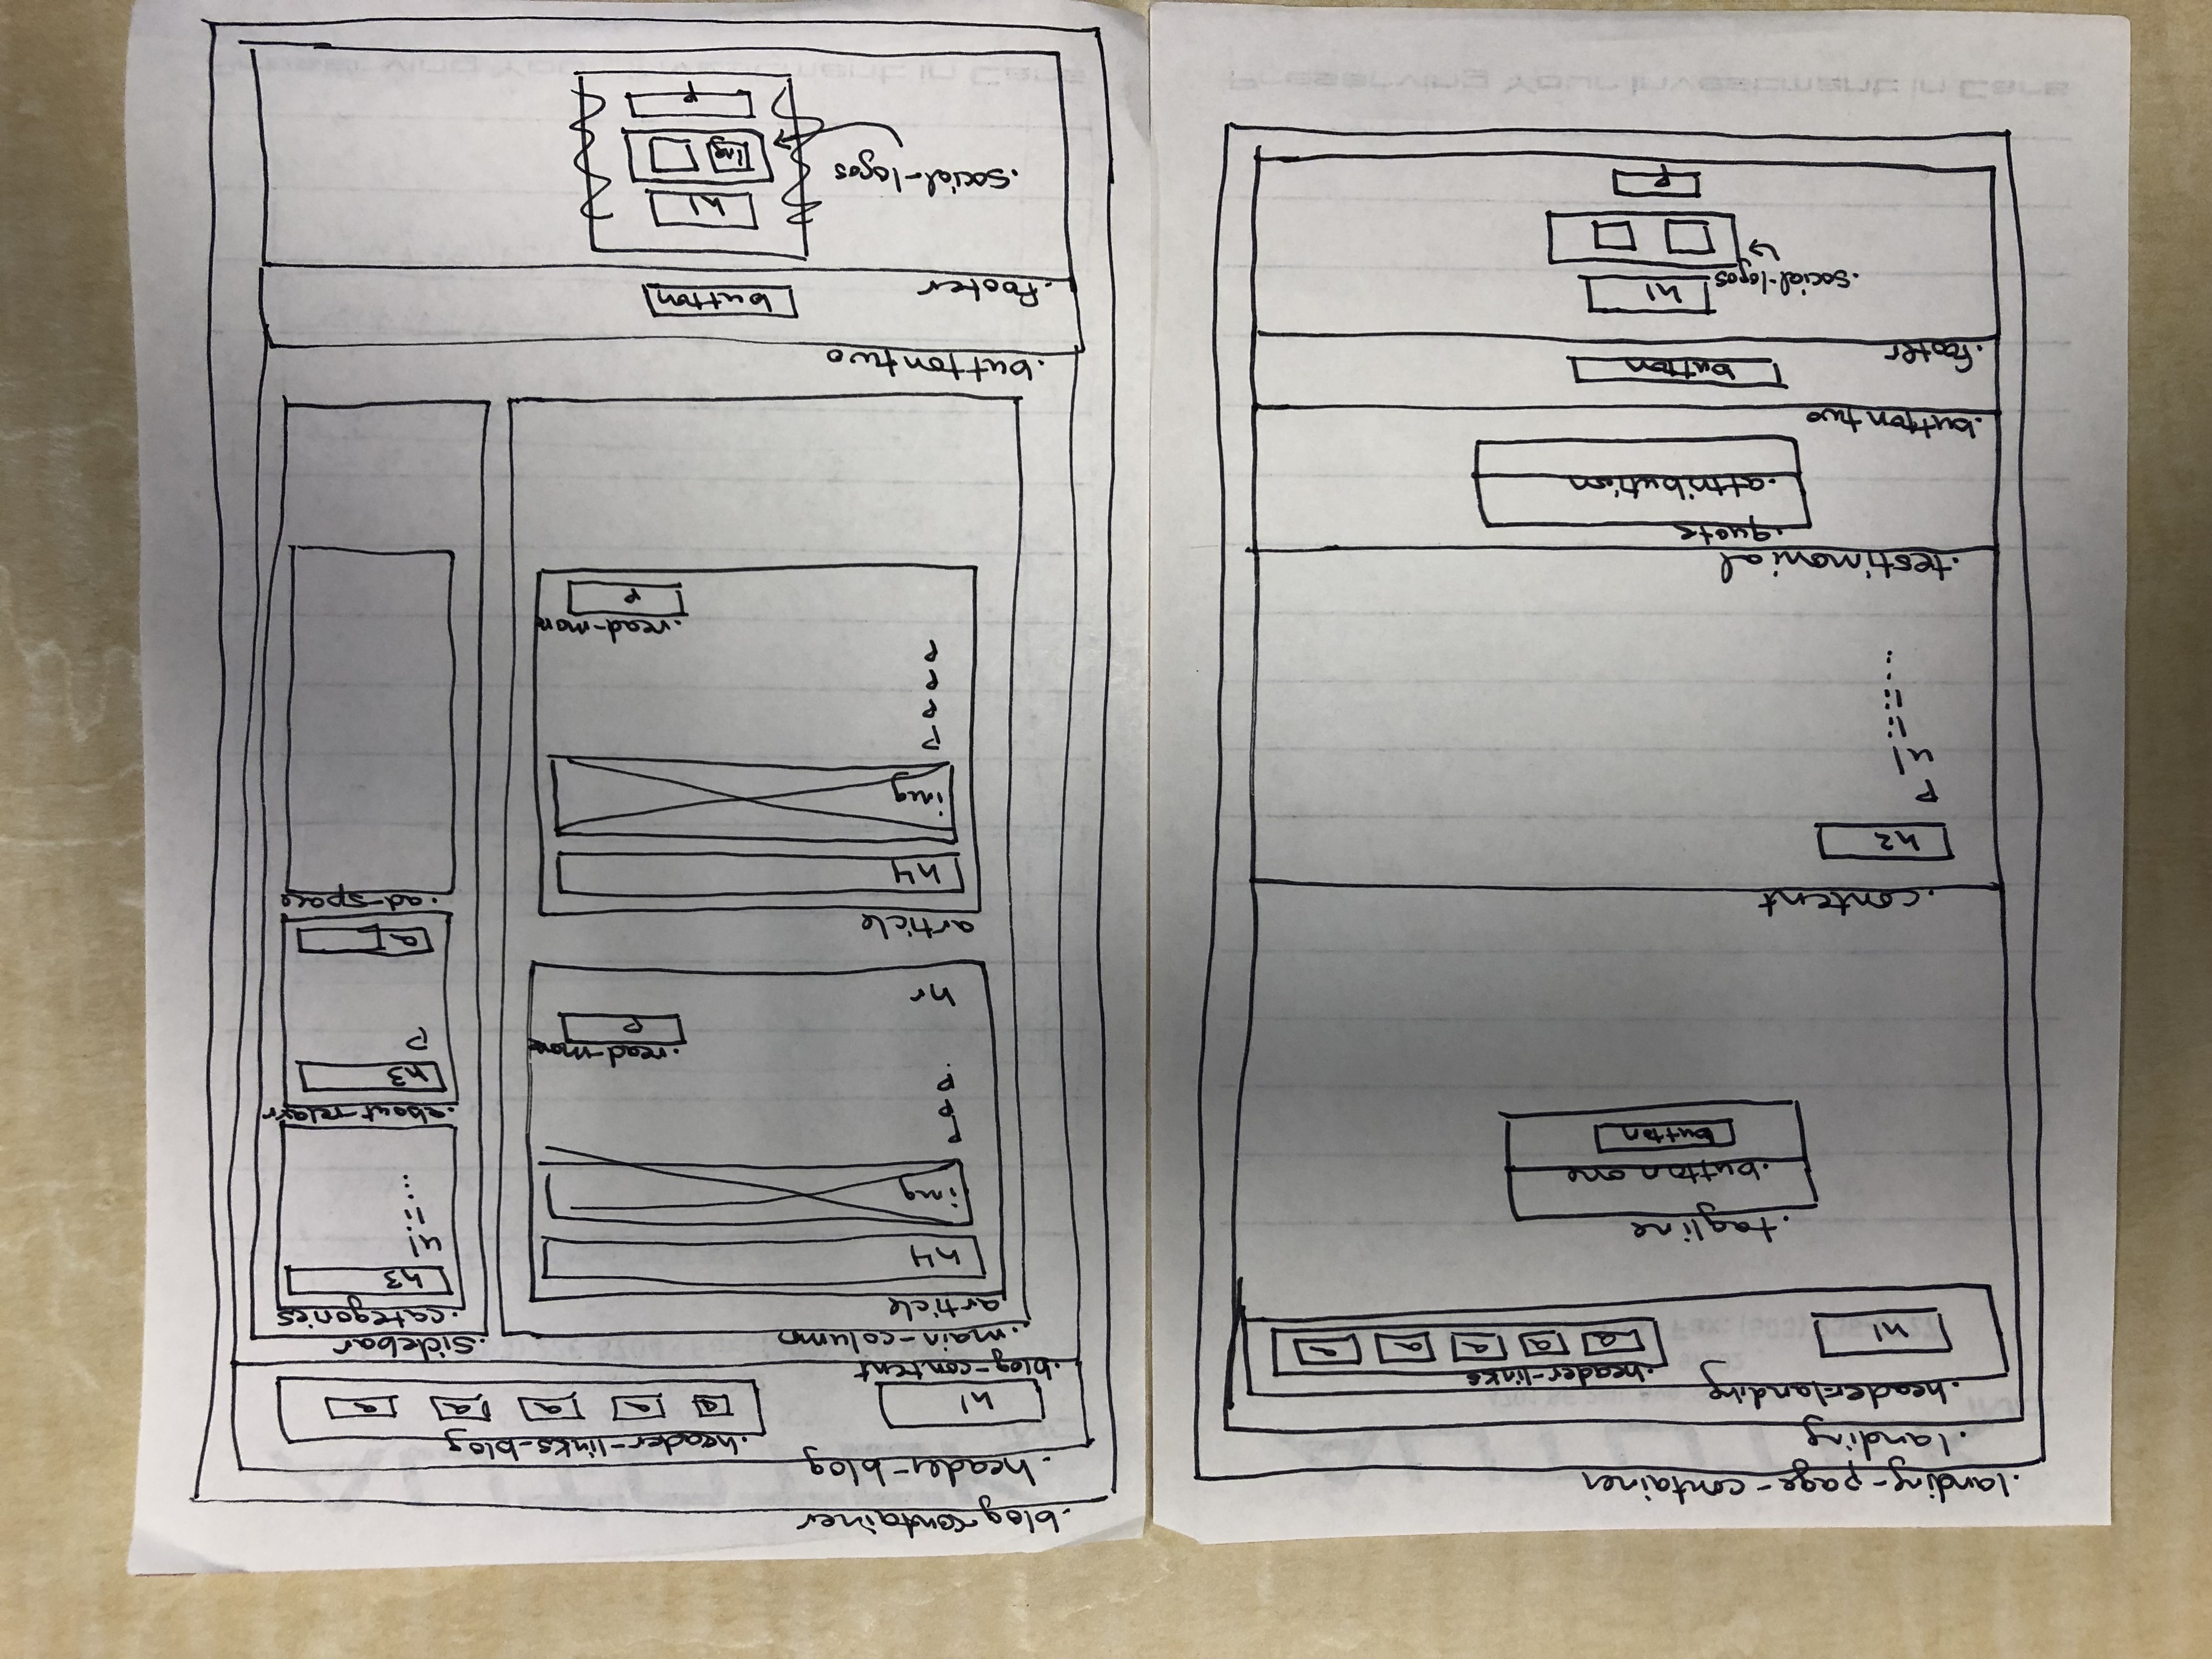 .landing-page-container
.landing
.header-landing
.header-links
h1
a a a a a
.tagline
.button one
button
.content
h2
P
ul
li
li
.testimonial
.quote
.attribution
.button two
button
.footer
h1
.social-logos
P
.blog-container
.header-blog
.header-links-blog
h1
a a a a a
.blog-content
.main-column
article
h4
img
P
P
P.
.read-more
P
hr
article
h4
img
P
P
P
P
.read-more
P
.sidebar
.categories
h3
ul
li
h3
P
a
.ad-space
.button two
button
.footer
h1
img
.social-logos
P